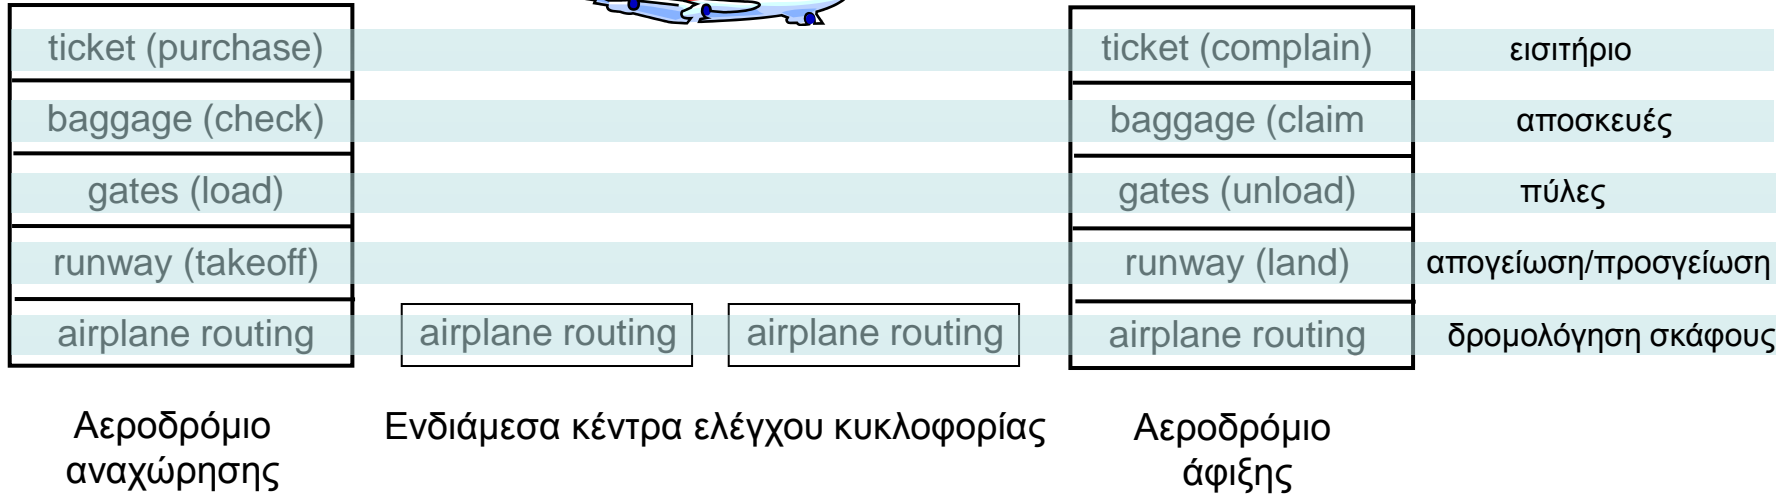 ticket (purchase) ticket (complain) εισιτήριο
baggage (check) baggage (claim αποσκευές
gates (load) gates (unload) πύλες
runway (takeoff) runway (land) απογείωση/προσγείωση
airplane routing airplane routing airplane routing airplane routing δρομολόγηση σκάφους
Αεροδρόμιο Ενδιάμεσα κέντρα ελέγχου κυκλοφορίας Αεροδρόμιο
αναχώρησης άφιξης